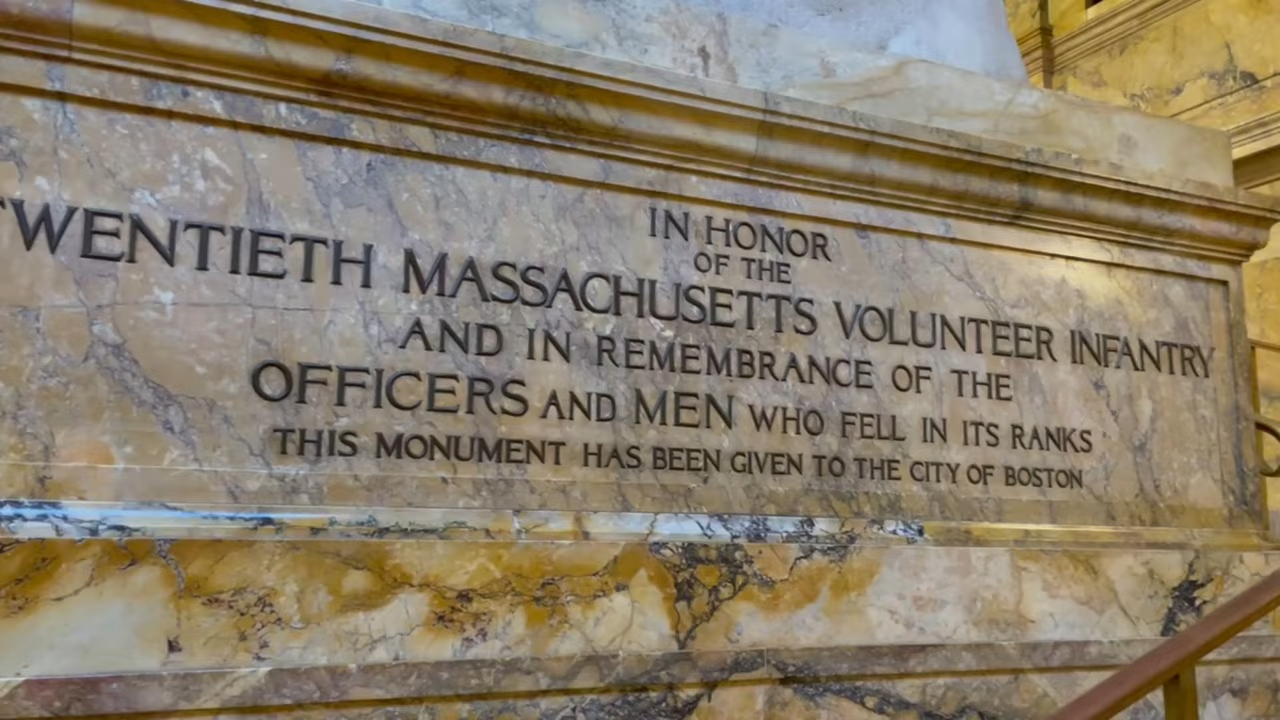 IN HONOR
OF THE
TWENTIETH MASSACHUSETTS VOLUNTEER INFANTRY
AND IN REMEMBRANCE OF THE
OFFICERS AND MEN WHO FELL IN ITS RANKS
THIS MONUMENT HAS BEEN GIVEN TO THE CITY OF BOSTON